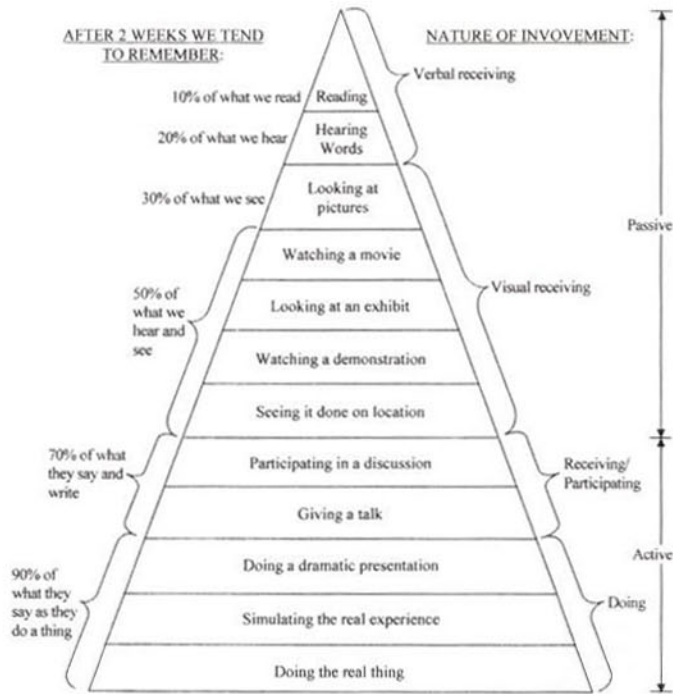 AFTER 2 WEEKS WE TEND
TO REMEMBER:
NATURE OF INVOVEMENT:
Verbal receiving
10% of what we read
Reading
20% of what we hear
Hearing
Words
30% of what we see
Looking at
pictures
Passive
Watching a movie
50% of
what we
hear and
see
Looking at an exhibit
Visual receiving
Watching a demonstration
Seeing it done on location
70% of what
they say and
write
Participating in a discussion
Receiving/
Participating
Giving a talk
90% of
what they
say as they
do a thing
Doing a dramatic presentation
Active
Simulating the real experience
Doing
Doing the real thing